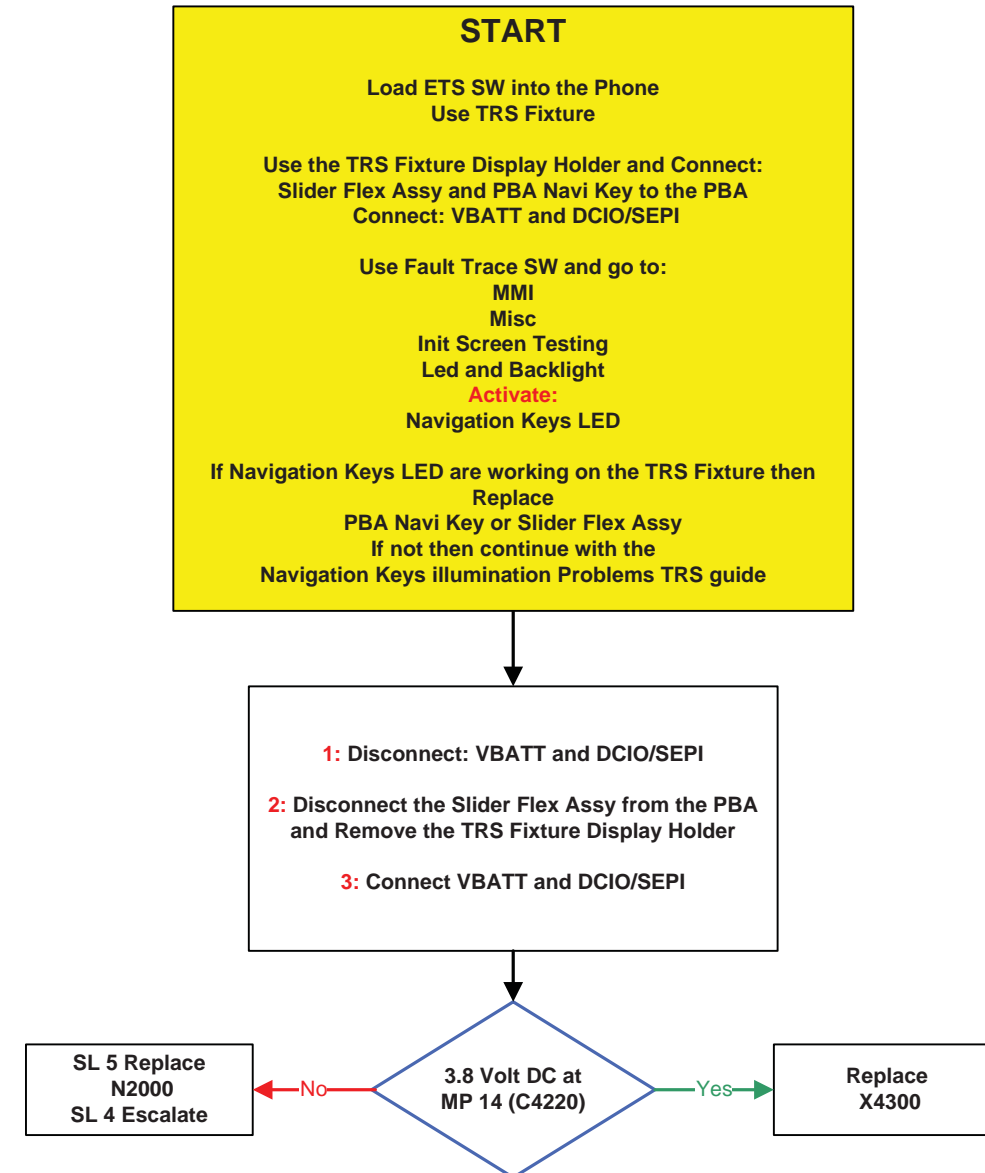 START
Load ETS SW into the Phone
Use TRS Fixture
Use the TRS Fixture Display Holder and Connect:
Slider Flex Assy and PBA Navi Key to the PBA
Connect: VBATT and DCIO/SEPI
Use Fault Trace SW and go to:
MMI
Misc
Init Screen Testing
Led and Backlight
Activate:
Navigation Keys LED
If Navigation Keys LED are working on the TRS Fixture then
Replace
PBA Navi Key or Slider Flex Assy
If not then continue with the
Navigation Keys illumination Problems TRS guide
1: Disconnect: VBATT and DCIO/SEPI
2: Disconnect the Slider Flex Assy from the PBA
and Remove the TRS Fixture Display Holder
3: Connect VBATT and DCIO/SEPI
SL 5 Replace
N2000
SL 4 Escalate
No
3.8 Volt DC at
MP 14 (C4220)
Yes
Replace
X4300